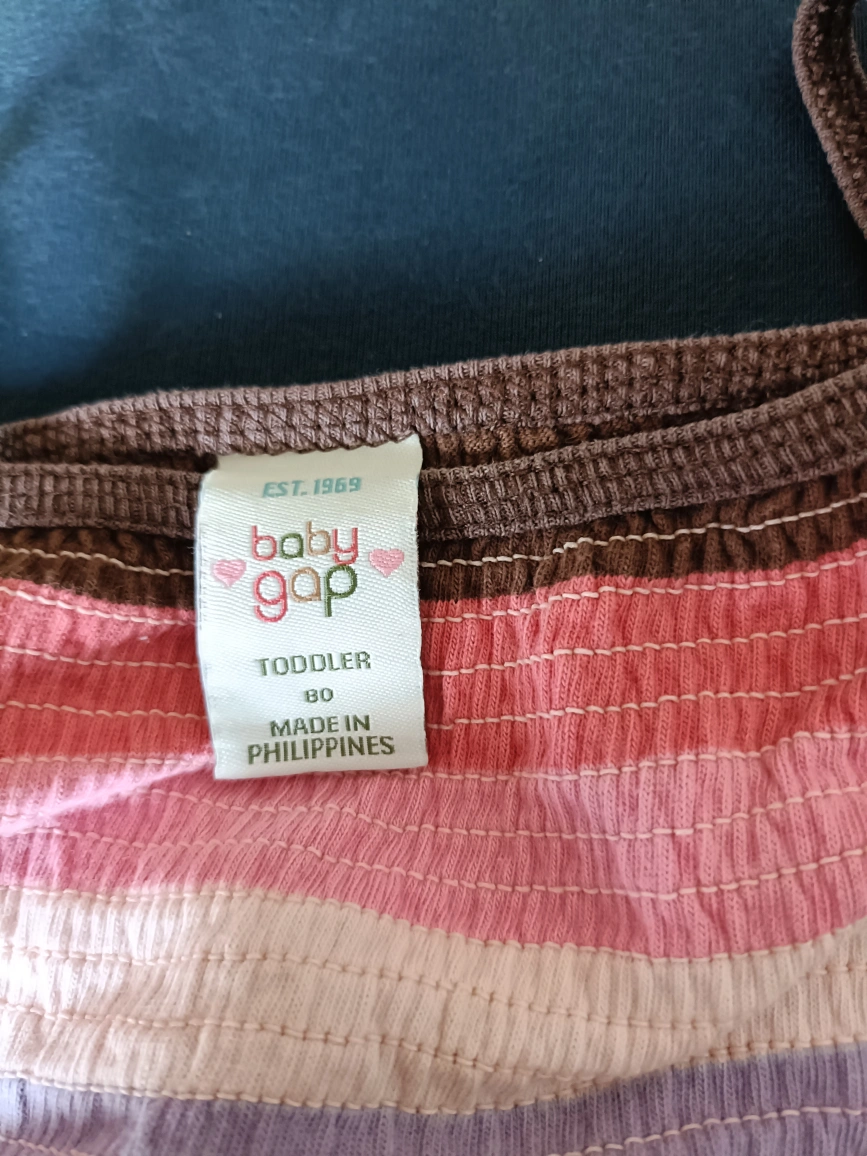 EST. 1969
baby
gap
TODDLER
80
MADE IN
PHILIPPINES